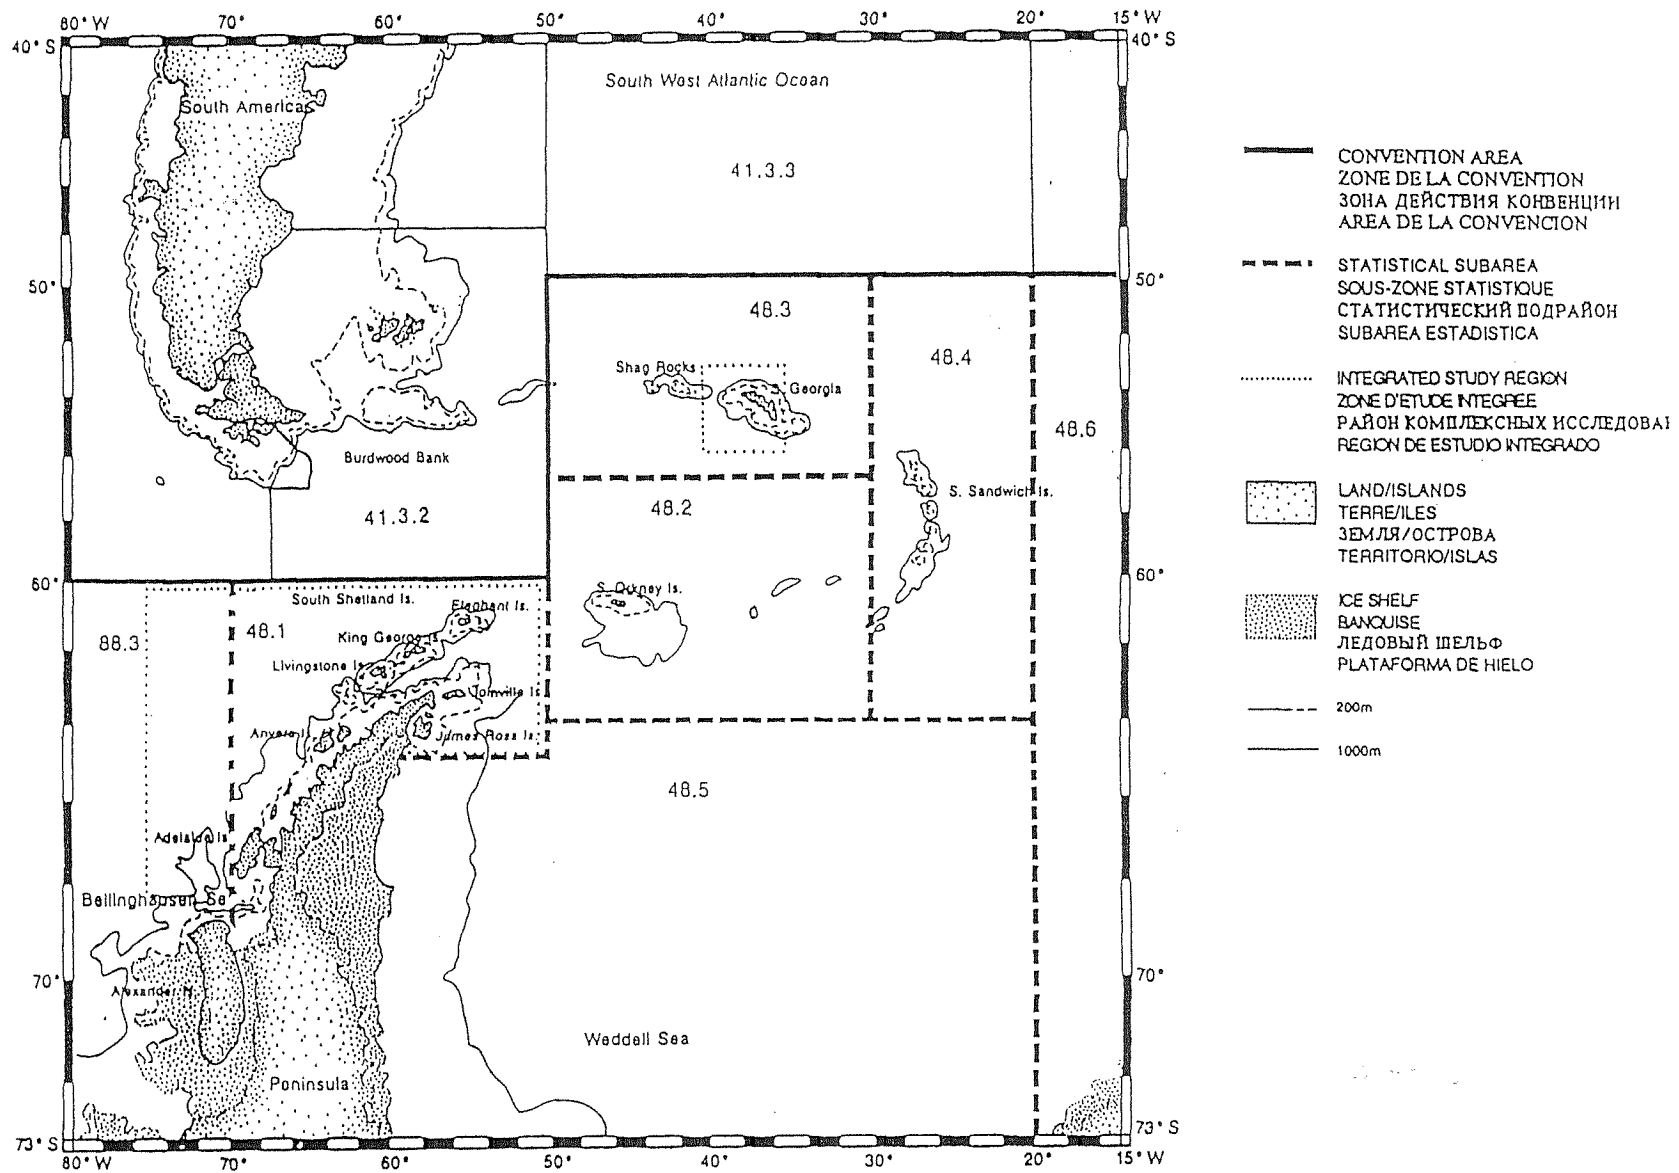 80° W 70° 60° 50° 40° 30° 20° 15° W
40° S
40° S
South West Atlantic Ocoan
South America
41.3.3
50°
50°
48.3
48.4
Shag Rocks
Georgia
48.6
Burdwood Bank
S. Sandwich Is.
41.3.2
48.2
60°
60°
S. Orkney Is.
South Shetland Is.
Elephant Is.
88.3
48.1
King George Is.
Livingstone Is.
Joinville Is.
Anvers I
James Ross Is.
48.5
Adelaide Is
Bellinghausen Se
70°
70°
Alexander
Weddell Sea
Poninsula
73° S
73° S
80° W 70° 60° 50° 40° 30° 20° 15° W
CONVENTION AREA
ZONE DE LA CONVENTION
ЗОНА ДЕЙСТВИЯ КОНВЕНЦИИ
AREA DE LA CONVENCION
STATISTICAL SUBAREA
SOUS-ZONE STATISTIQUE
СТАТИСТИЧЕСКИЙ ПОДРАЙОН
SUBAREA ESTADISTICA
INTEGRATED STUDY REGION
ZONE D'ETUDE INTEGREE
РАЙОН КОМПЛЕКСНЫХ ИССЛЕДОВАН
REGION DE ESTUDIO INTEGRADO
LAND/ISLANDS
TERRE/ILES
ЗЕМЛЯ/ОСТРОВА
TERRITORIO/ISLAS
ICE SHELF
BANQUISE
ЛЕДОВЫЙ ШЕЛЬФ
PLATAFORMA DE HIELO
200m
1000m